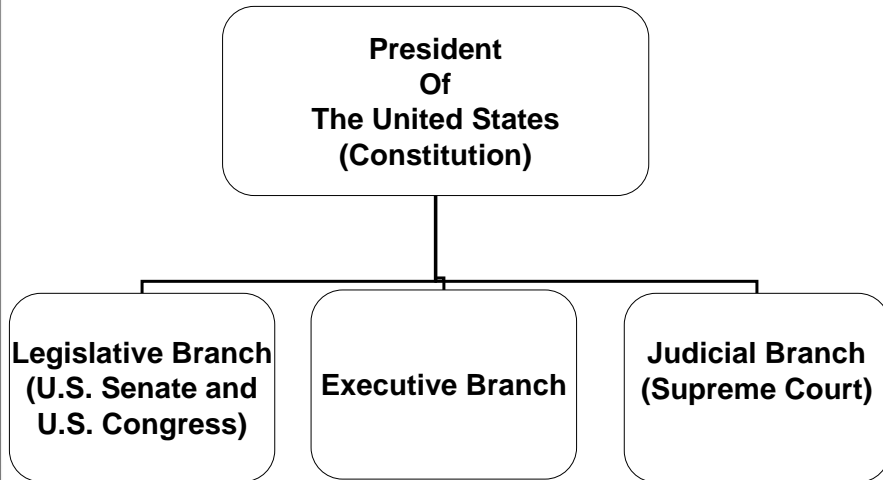 President
Of
The United States
(Constitution)
Legislative Branch
(U.S. Senate and
U.S. Congress)
Executive Branch
Judicial Branch
(Supreme Court)